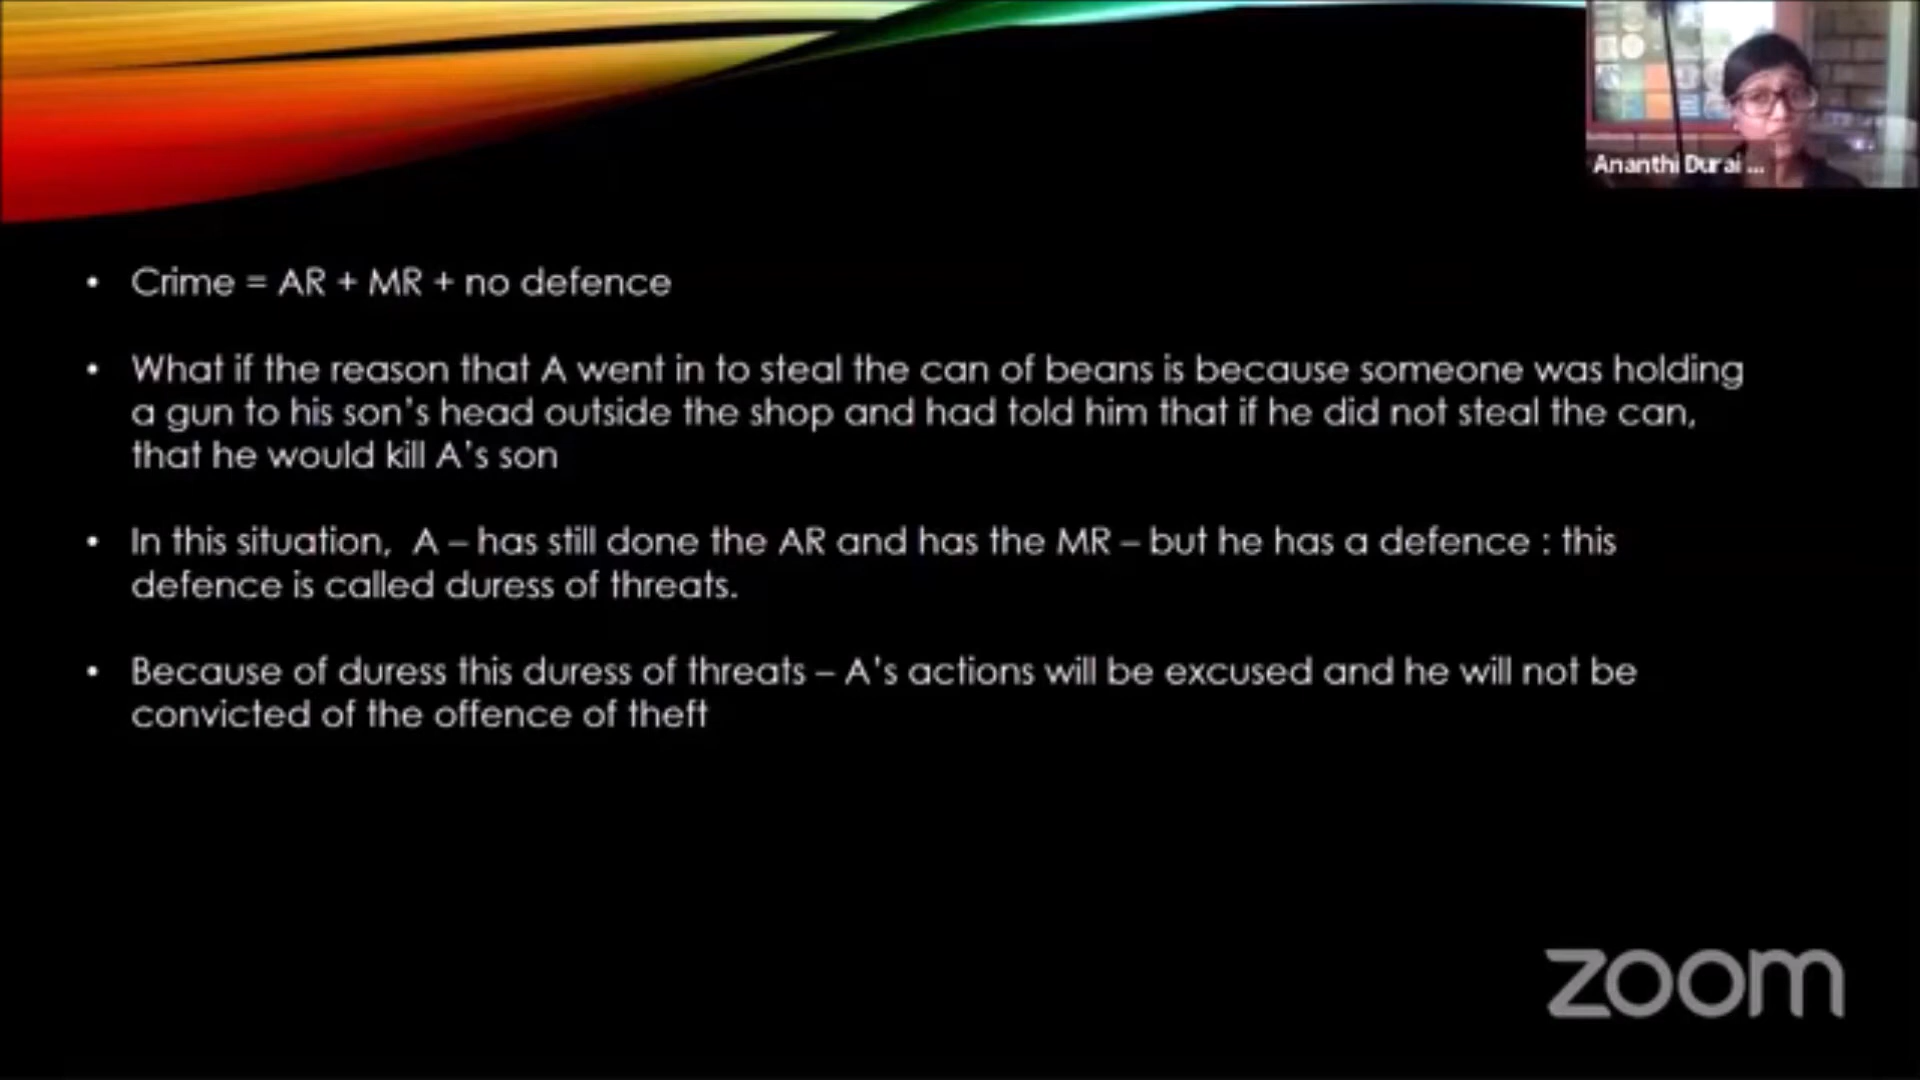 Ananthi Durai ...
• Crime = AR + MR + no defence
• What if the reason that A went in to steal the can of beans is because someone was holding
a gun to his son's head outside the shop and had told him that if he did not steal the can,
that he would kill A's son
• In this situation, A – has still done the AR and has the MR – but he has a defence : this
defence is called duress of threats.
• Because of duress this duress of threats – A's actions will be excused and he will not be
convicted of the offence of theft
zoom